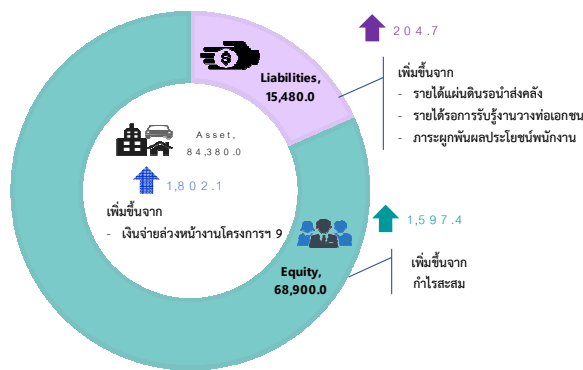 204.7
เพิ่มขึ้นจาก
- รายได้แผ่นดินรอนำส่งคลัง
- รายได้รอการรับรู้งานวางท่อเอกชน
- ภาระผูกพันผลประโยชน์พนักงาน
Liabilities,
15,480.0
Asset,
84,380.0
1,802.1
เพิ่มขึ้นจาก
- เงินจ่ายล่วงหน้างานโครงการฯ 9
1,597.4
เพิ่มขึ้นจาก
กำไรสะสม
Equity,
68,900.0